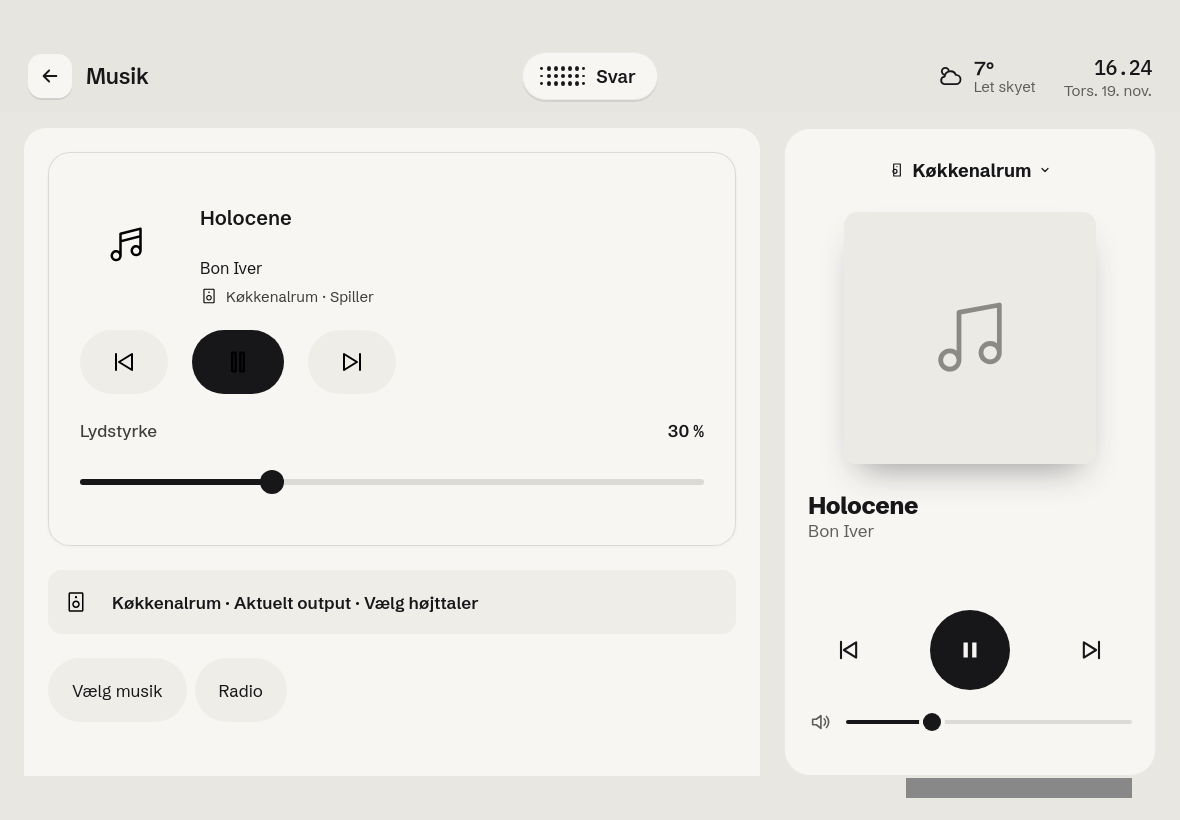 Musik
Svar
7°
Let skyet
16.24
Tors. 19. nov.
Holocene
Bon Iver
Køkkenalrum · Spiller
Lydstyrke
30 %
Køkkenalrum · Aktuelt output · Vælg højttaler
Vælg musik
Radio
Køkkenalrum
Holocene
Bon Iver